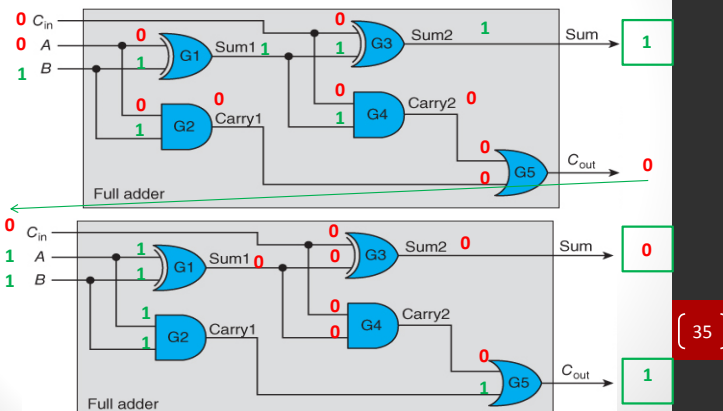 0 Cin 0 Sum2 1 Sum 1
0 A 0 G1 Sum1 1 1 G3
1 B 1
0 G2 0 0 G4 Carry2 0
1 Carry1 1
0 G5 Cout 0
0
Full adder
0 Cin 0 Sum2 0 Sum 0
1 A 1 G1 Sum1 0 0 G3
1 B 1
1 G2 Carry1 0 G4 Carry2
1 0
0 G5 Cout 1
1
Full adder
35